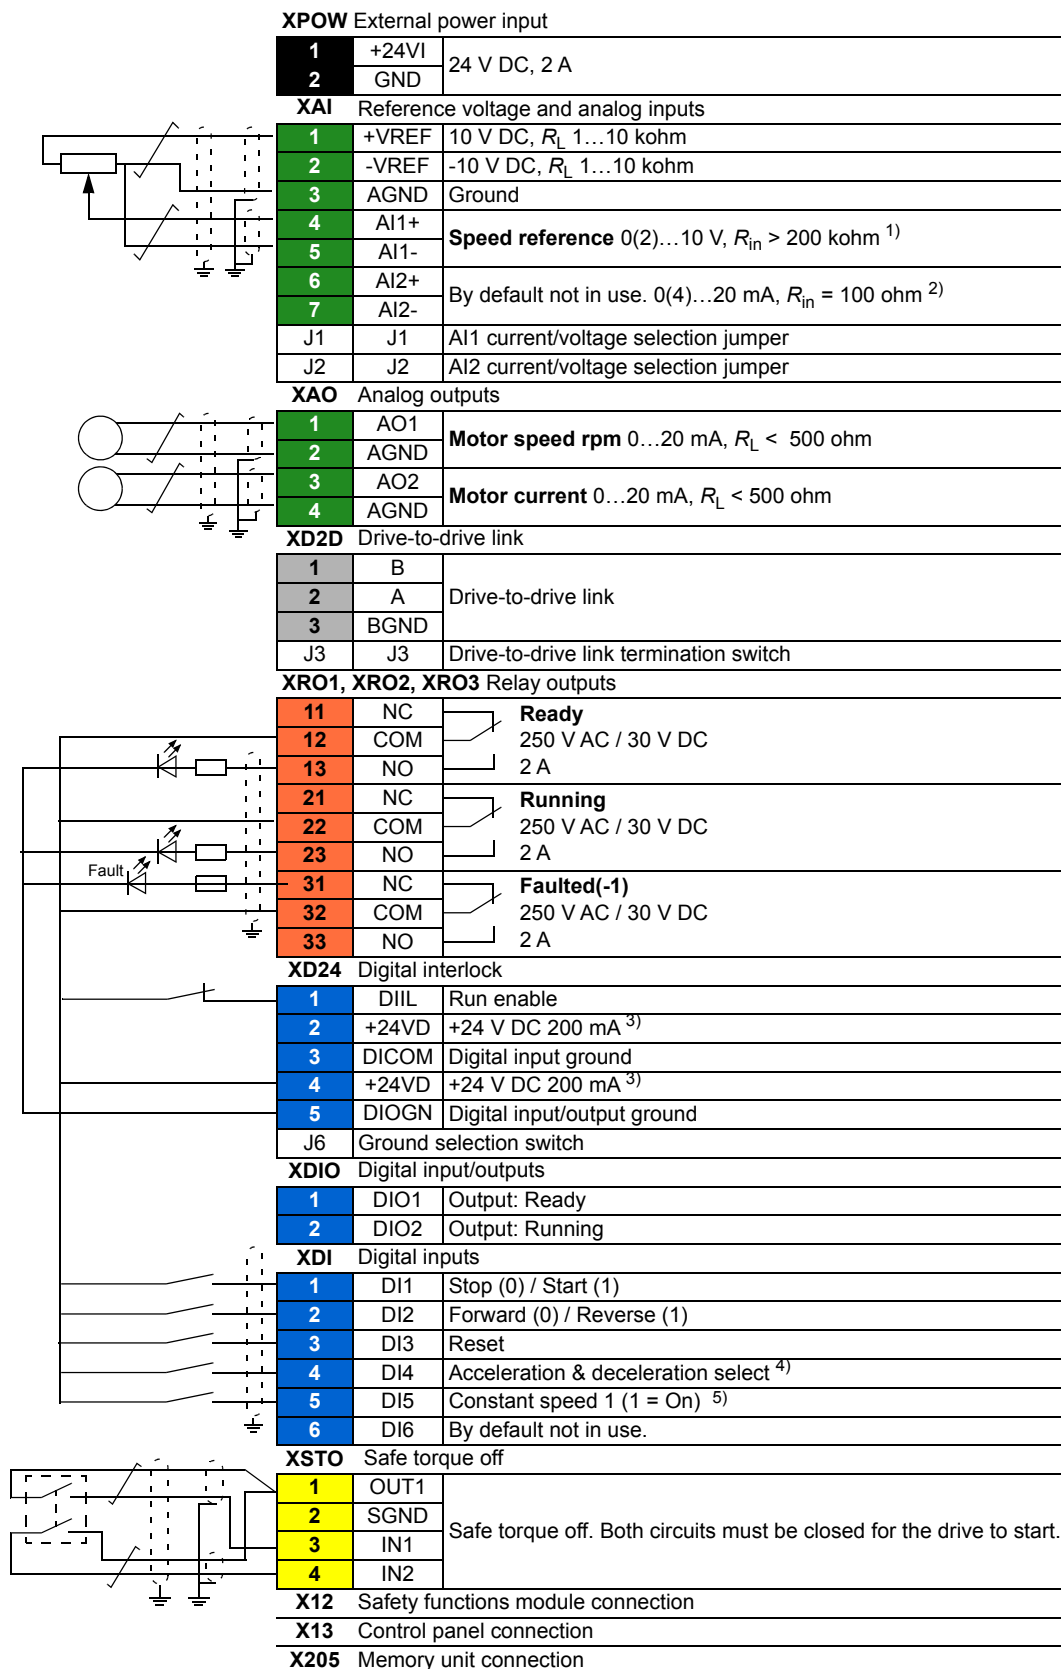 XPOW External power input
1 +24VI 24 V DC, 2 A
2 GND
XAI Reference voltage and analog inputs
1 +VREF 10 V DC, RL 1…10 kohm
2 -VREF -10 V DC, RL 1…10 kohm
3 AGND Ground
4 AI1+ Speed reference 0(2)…10 V, Rin > 200 kohm 1)
5 AI1-
6 AI2+ By default not in use. 0(4)…20 mA, Rin = 100 ohm 2)
7 AI2-
J1 J1 AI1 current/voltage selection jumper
J2 J2 AI2 current/voltage selection jumper
XAO Analog outputs
1 AO1 Motor speed rpm 0…20 mA, RL < 500 ohm
2 AGND
3 AO2 Motor current 0…20 mA, RL < 500 ohm
4 AGND
XD2D Drive-to-drive link
1 B
2 A Drive-to-drive link
3 BGND
J3 J3 Drive-to-drive link termination switch
XRO1, XRO2, XRO3 Relay outputs
11 NC Ready
12 COM 250 V AC / 30 V DC
13 NO 2 A
21 NC Running
22 COM 250 V AC / 30 V DC
23 NO 2 A
Fault 31 NC Faulted(-1)
32 COM 250 V AC / 30 V DC
33 NO 2 A
XD24 Digital interlock
1 DIIL Run enable
2 +24VD +24 V DC 200 mA 3)
3 DICOM Digital input ground
4 +24VD +24 V DC 200 mA 3)
5 DIOGN Digital input/output ground
J6 Ground selection switch
XDIO Digital input/outputs
1 DIO1 Output: Ready
2 DIO2 Output: Running
XDI Digital inputs
1 DI1 Stop (0) / Start (1)
2 DI2 Forward (0) / Reverse (1)
3 DI3 Reset
4 DI4 Acceleration & deceleration select 4)
5 DI5 Constant speed 1 (1 = On) 5)
6 DI6 By default not in use.
XSTO Safe torque off
1 OUT1 Safe torque off. Both circuits must be closed for the drive to start.
2 SGND
3 IN1
4 IN2
X12 Safety functions module connection
X13 Control panel connection
X205 Memory unit connection